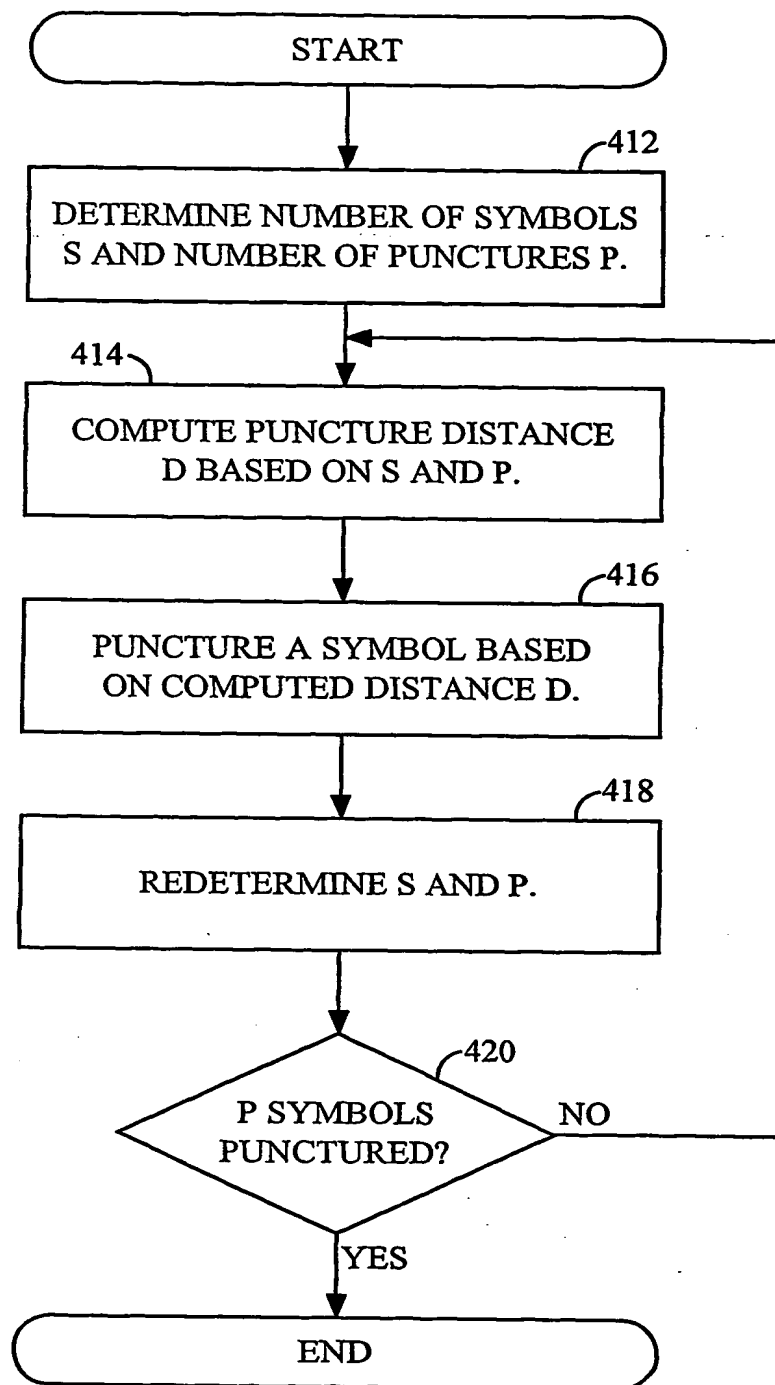 START
412
DETERMINE NUMBER OF SYMBOLS
S AND NUMBER OF PUNCTURES P.
414
COMPUTE PUNCTURE DISTANCE
D BASED ON S AND P.
416
PUNCTURE A SYMBOL BASED
ON COMPUTED DISTANCE D.
418
REDETERMINE S AND P.
420
P SYMBOLS
PUNCTURED?
NO
YES
END